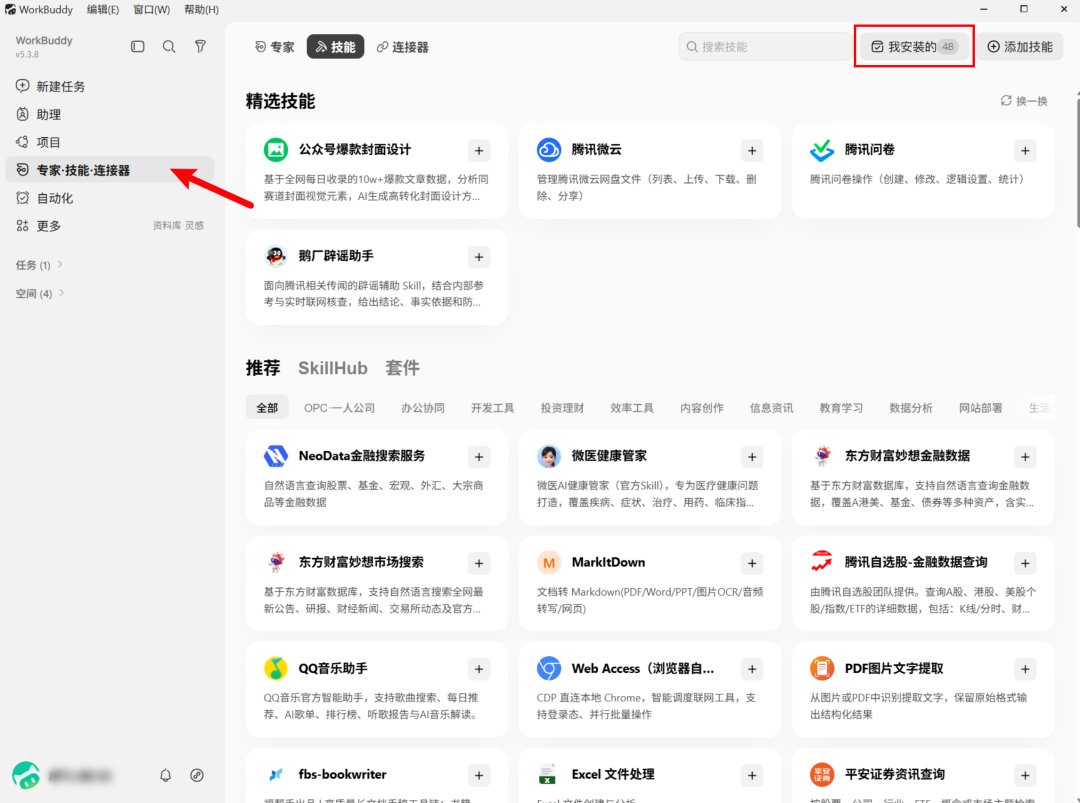 WorkBuddy 编辑(E) 窗口(W) 帮助(H)
WorkBuddy
v5.3.8
新建任务
助理
项目
专家·技能·连接器
自动化
更多 资料库·灵感
任务 (1)
空间 (4)
专家 技能 连接器 搜索技能 我安装的 48 添加技能
精选技能 换一换
公众号爆款封面设计
基于全网每日收录的10w+爆款文章数据，分析同
赛道封面视觉元素，AI生成高转化封面设计方...
腾讯微云
管理腾讯微云网盘文件（列表、上传、下载、删
除、分享）
腾讯问卷
腾讯问卷操作（创建、修改、逻辑设置、统计）
鹅厂辟谣助手
面向腾讯相关传闻的辟谣辅助 Skill，结合内部参
考与实时联网核查，给出结论、事实依据和防...
推荐 SkillHub 套件
全部 OPC·一人公司 办公协同 开发工具 投资理财 效率工具 内容创作 信息资讯 教育学习 数据分析 网站部署 生活
NeoData金融搜索服务
自然语言查询股票、基金、宏观、外汇、大宗商
品等金融数据
微医健康管家
微医AI健康管家（官方Skill），专为医疗健康问题
打造，覆盖疾病、症状、治疗、用药、临床指...
东方财富妙想金融数据
基于东方财富数据库，支持自然语言查询金融数
据，覆盖A港美、基金、债券等多种资产，含实...
东方财富妙想市场搜索
基于东方财富数据库，支持自然语言搜索全网最
新公告、研报、财经新闻、交易所动态及官方...
M
MarkItDown
文档转 Markdown(PDF/Word/PPT/图片OCR/音频
转写/网页)
腾讯自选股-金融数据查询
由腾讯自选股团队提供。查询A股、港股、美股个
股/指数/ETF的详细数据，包括：K线/分时、财...
QQ音乐助手
QQ音乐官方智能助手，支持歌曲搜索、每日推
荐、AI歌单、排行榜、听歌报告与AI音乐解读。
Web Access（浏览器自...
CDP 直连本地 Chrome，智能调度联网工具，支
持登录态、并行批量操作
PDF图片文字提取
从图片或PDF中识别提取文字，保留原始格式输
出结构化结果
fbs-bookwriter
Excel 文件处理
Excel 文件创建与分析
平安证券
平安证券资讯查询